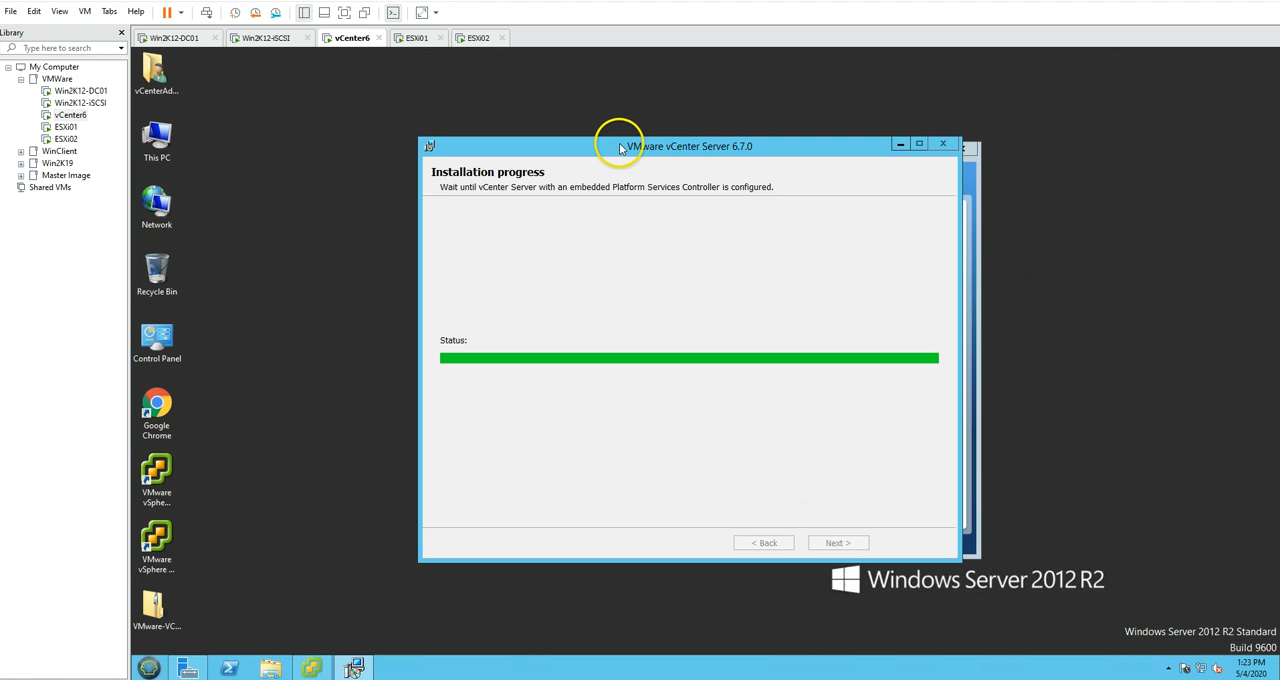 File Edit View VM Tabs Help
Library
Type here to search
My Computer
VMWare
Win2K12-DC01
Win2K12-iSCSI
vCenter6
ESXi01
ESXi02
WinClient
Win2K19
Master Image
Shared VMs
Win2K12-DC01 Win2K12-iSCSI vCenter6 ESXi01 ESXi02
vCenterAd...
This PC
Network
Recycle Bin
Control Panel
Google
Chrome
VMware
vSphe...
VMware
vSphere ...
VMware-VC...
VMware vCenter Server 6.7.0
Installation progress
Wait until vCenter Server with an embedded Platform Services Controller is configured.
Status:
< Back Next >
Windows Server 2012 R2
Windows Server 2012 R2 Standard
Build 9600
1:23 PM
5/4/2020